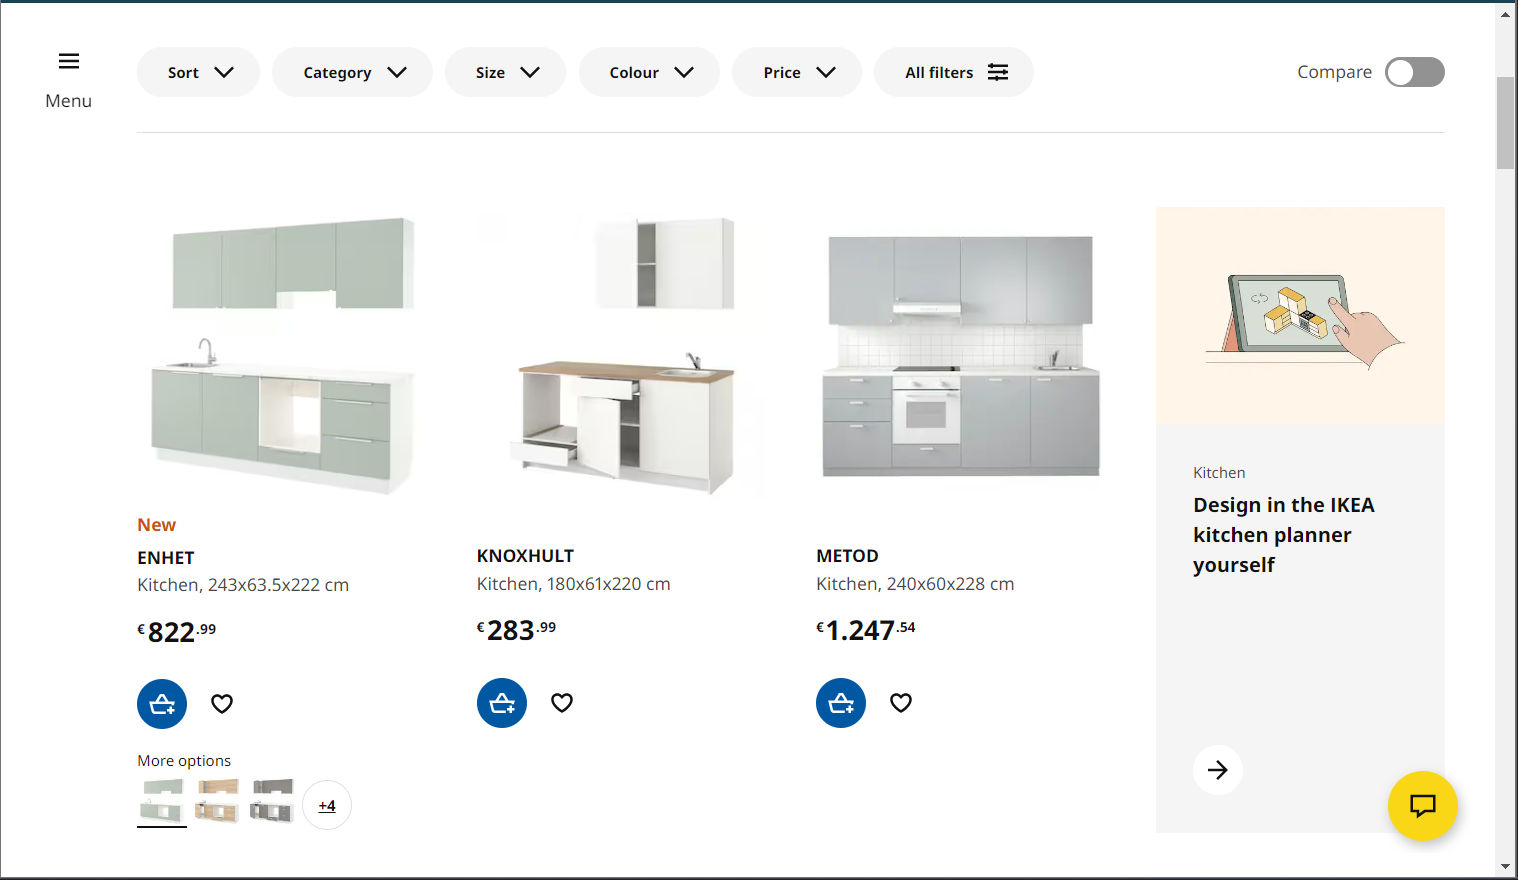 Menu
Sort
Category
Size
Colour
Price
All filters
Compare
New
ENHET
Kitchen, 243x63.5x222 cm
€822.99
More options
+4
KNOXHULT
Kitchen, 180x61x220 cm
€283.99
METOD
Kitchen, 240x60x228 cm
€1.247.54
Kitchen
Design in the IKEA
kitchen planner
yourself